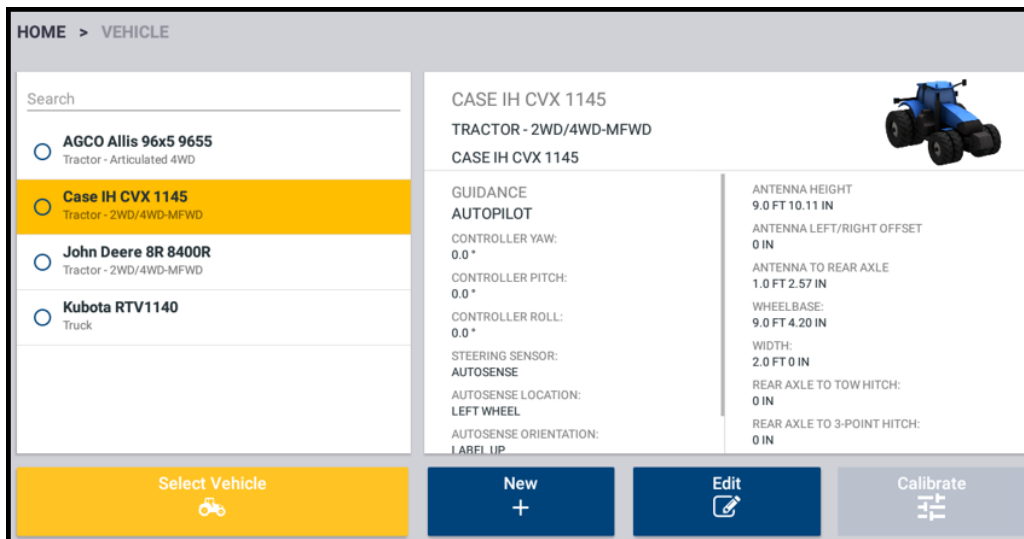 HOME > VEHICLE
Search
AGCO Allis 96x5 9655
Tractor - Articulated 4WD
Case IH CVX 1145
Tractor - 2WD/4WD-MFWD
John Deere 8R 8400R
Tractor - 2WD/4WD-MFWD
Kubota RTV1140
Truck
CASE IH CVX 1145
TRACTOR - 2WD/4WD-MFWD
CASE IH CVX 1145
GUIDANCE
AUTOPILOT
CONTROLLER YAW:
0.0 °
CONTROLLER PITCH:
0.0 °
CONTROLLER ROLL:
0.0 °
STEERING SENSOR:
AUTOSENSE
AUTOSENSE LOCATION:
LEFT WHEEL
AUTOSENSE ORIENTATION:
LABEL UP
ANTENNA HEIGHT
9.0 FT 10.11 IN
ANTENNA LEFT/RIGHT OFFSET
0 IN
ANTENNA TO REAR AXLE
1.0 FT 2.57 IN
WHEELBASE:
9.0 FT 4.20 IN
WIDTH:
2.0 FT 0 IN
REAR AXLE TO TOW HITCH:
0 IN
REAR AXLE TO 3-POINT HITCH:
0 IN
Select Vehicle
New
Edit
Calibrate